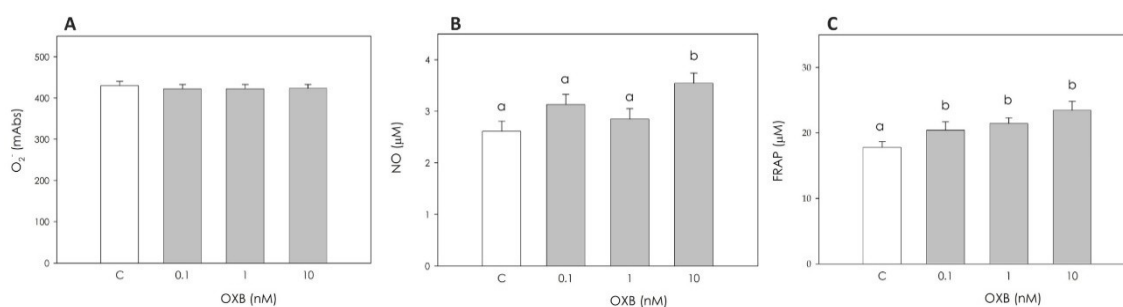 A
O2- (mAbs)
500
400
300
200
100
0
C 0.1 1 10
OXB (nM)
B
NO (µM)
4
3
2
1
0
a a a b
C 0.1 1 10
OXB (nM)
C
FRAP (µM)
30
20
10
0
a b b b
C 0.1 1 10
OXB (nM)